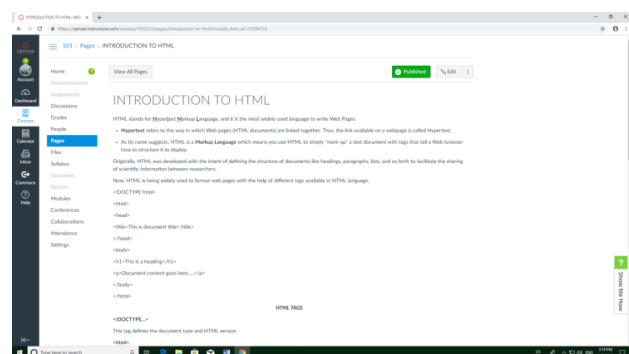 INTRODUCTION TO HTML: WEI
canvas
101 › Pages › INTRODUCTION TO HTML
Account
Dashboard
Courses
Calendar
Inbox
Commons
Help
Home
Announcements
Assignments
Discussions
Grades
People
Pages
Files
Syllabus
Outcomes
Quizzes
Modules
Conferences
Collaborations
Attendance
Settings
View All Pages
Published
Edit
INTRODUCTION TO HTML
HTML stands for Hypertext Markup Language, and it is the most widely used language to write Web Pages.
• Hypertext refers to the way in which Web pages (HTML documents) are linked together. Thus, the link available on a webpage is called Hypertext.
• As its name suggests, HTML is a Markup Language which means you use HTML to simply "mark-up" a text document with tags that tell a Web browser
how to structure it to display.
Originally, HTML was developed with the intent of defining the structure of documents like headings, paragraphs, lists, and so forth to facilitate the sharing
of scientific information between researchers.
Now, HTML is being widely used to format web pages with the help of different tags available in HTML language.
<!DOCTYPE html>
<html>
<head>
<title>This is document title</title>
</head>
<body>
<h1>This is a heading</h1>
<p>Document content goes here.....</p>
</body>
</html>
HTML TAGS
<!DOCTYPE...>
This tag defines the document type and HTML version
<html>
? Show Me How
Type here to search
3:19 PM